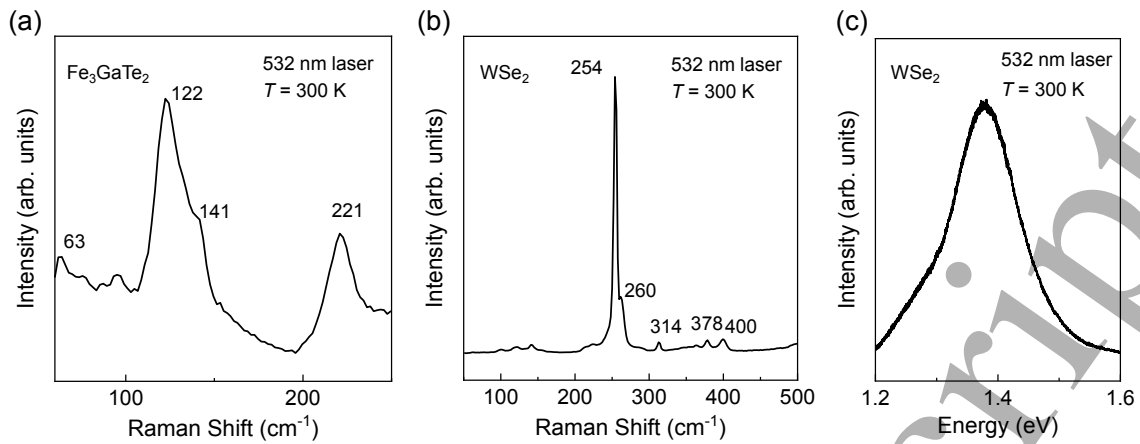 (a)
Fe₃GaTe₂
532 nm laser
T = 300 K
63
122
141
221
Intensity (arb. units)
100
200
Raman Shift (cm⁻¹)
(b)
WSe₂
532 nm laser
T = 300 K
254
260
314
378
400
Intensity (arb. units)
100
200
300
400
500
Raman Shift (cm⁻¹)
(c)
WSe₂
532 nm laser
T = 300 K
Intensity (arb. units)
1.2
1.4
1.6
Energy (eV)
cript